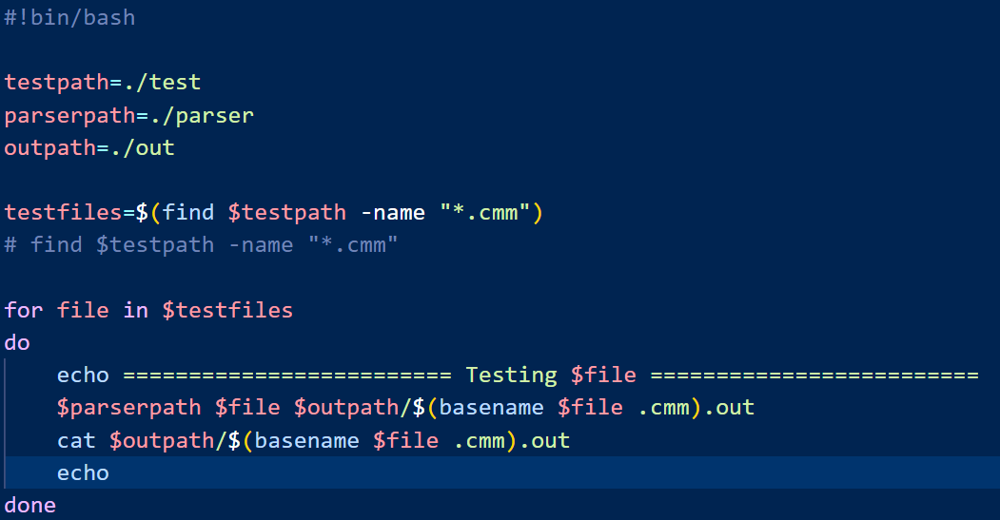 #!bin/bash

testpath=./test
parserpath=./parser
outpath=./out

testfiles=$(find $testpath -name "*.cmm")
# find $testpath -name "*.cmm"

for file in $testfiles
do
    echo ========================= Testing $file =========================
    $parserpath $file $outpath/$(basename $file .cmm).out
    cat $outpath/$(basename $file .cmm).out
    echo
done